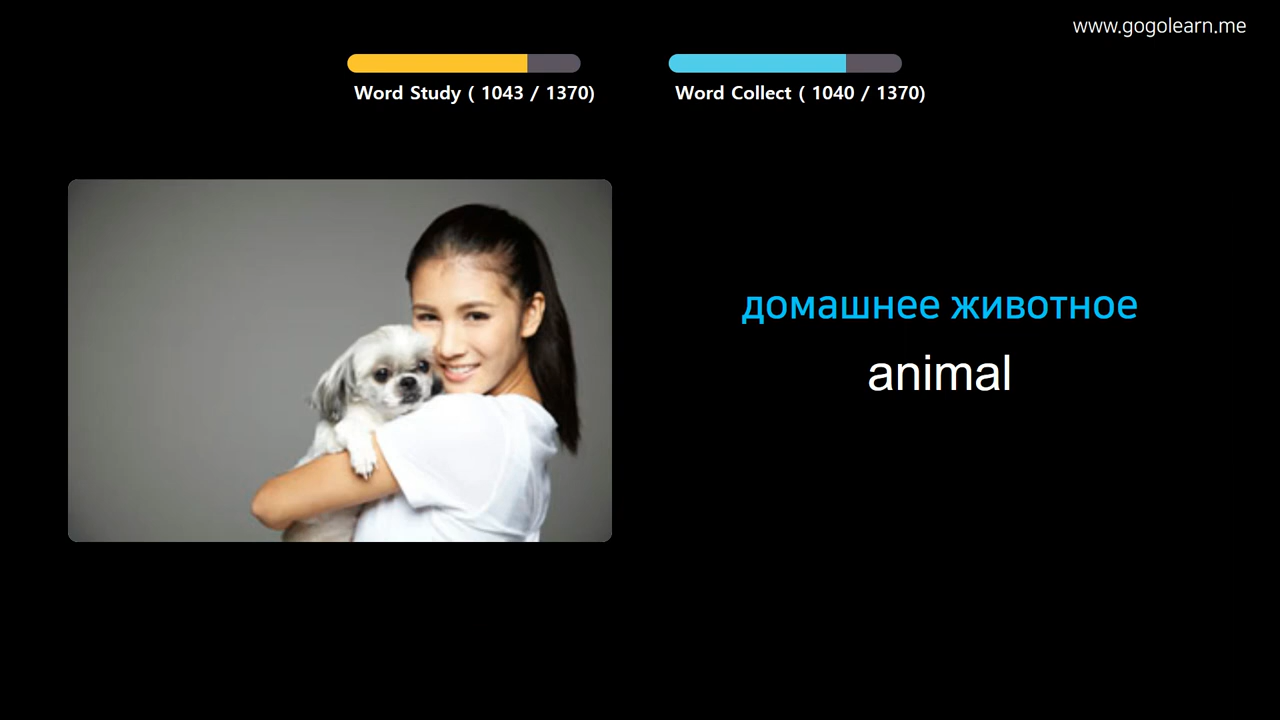 www.gogolearn.me
Word Study ( 1043 / 1370)
Word Collect ( 1040 / 1370)
домашнее животное
animal